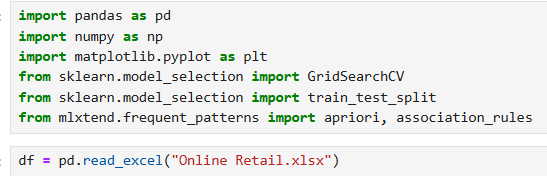 import pandas as pd
import numpy as np
import matplotlib.pyplot as plt
from sklearn.model_selection import GridSearchCV
from sklearn.model_selection import train_test_split
from mlxtend.frequent_patterns import apriori, association_rules
df = pd.read_excel("Online Retail.xlsx")